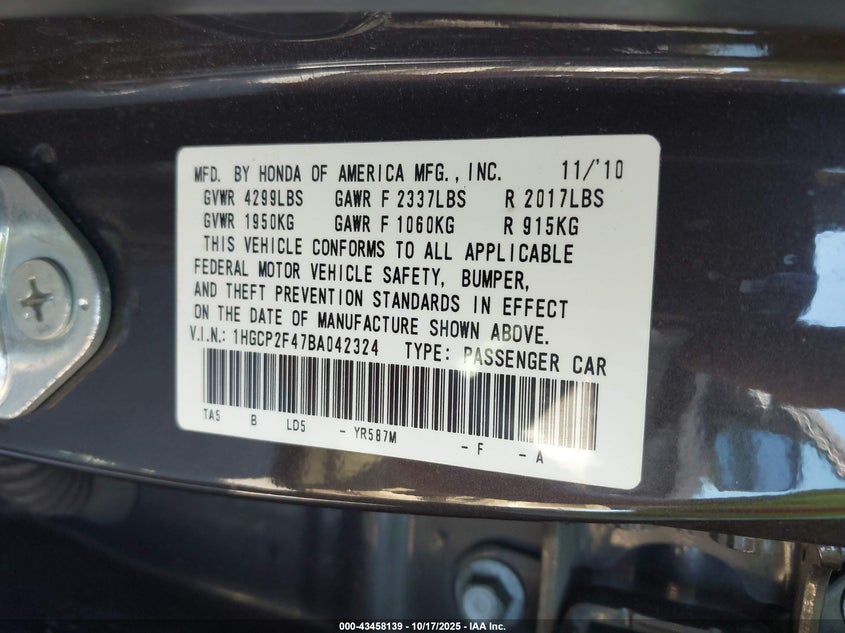 MFD. BY HONDA OF AMERICA MFG., INC. 11/'10
GVWR 4299LBS GAWR F 2337LBS R 2017LBS
GVWR 1950KG GAWR F 1060KG R 915KG
THIS VEHICLE CONFORMS TO ALL APPLICABLE
FEDERAL MOTOR VEHICLE SAFETY, BUMPER,
AND THEFT PREVENTION STANDARDS IN EFFECT
ON THE DATE OF MANUFACTURE SHOWN ABOVE.
V.I.N.: 1HGCP2F47BA042324 TYPE: PASSENGER CAR
TA5 B LD5 - YR587M - F - A
000-43458139 - 10/17/2025 - IAA Inc.